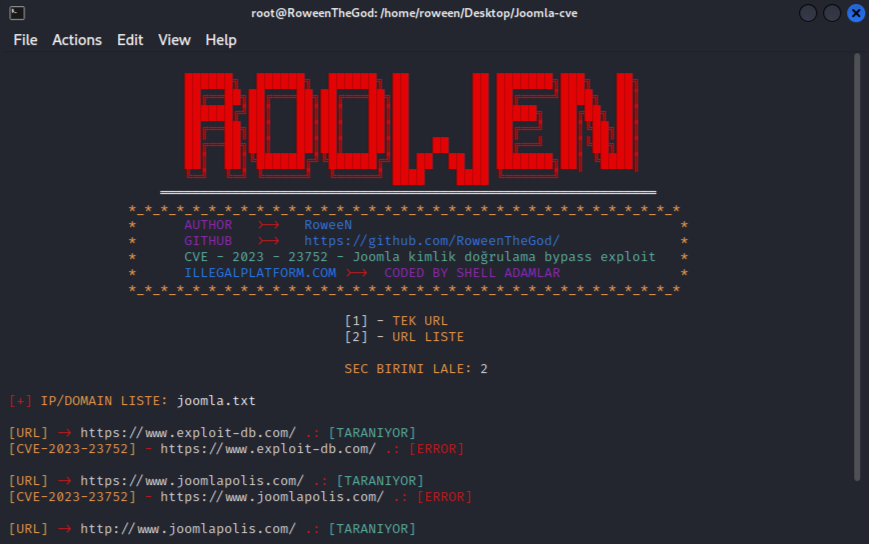 root@RoweenTheGod: /home/roween/Desktop/Joomla-cve
File Actions Edit View Help
ROOWEN
*_*_*_*_*_*_*_*_*_*_*_*_*_*_*_*_*_*_*_*_*_*_*_*_*_*_*_*_*_*_*_*_*_*_*
* AUTHOR >-> RoweeN *
* GITHUB >-> https://github.com/RoweenTheGod/ *
* CVE - 2023 - 23752 - Joomla kimlik doğrulama bypass exploit *
* ILLEGALPLATFORM.COM >-> CODED BY SHELL ADAMLAR *
*_*_*_*_*_*_*_*_*_*_*_*_*_*_*_*_*_*_*_*_*_*_*_*_*_*_*_*_*_*_*_*_*_*_*
[1] - TEK URL
[2] - URL LISTE
SEC BIRINI LALE: 2
[+] IP/DOMAIN LISTE: joomla.txt
[URL] -> https://www.exploit-db.com/ .: [TARANIYOR]
[CVE-2023-23752] - https://www.exploit-db.com/ .: [ERROR]
[URL] -> https://www.joomlapolis.com/ .: [TARANIYOR]
[CVE-2023-23752] - https://www.joomlapolis.com/ .: [ERROR]
[URL] -> http://www.joomlapolis.com/ .: [TARANIYOR]